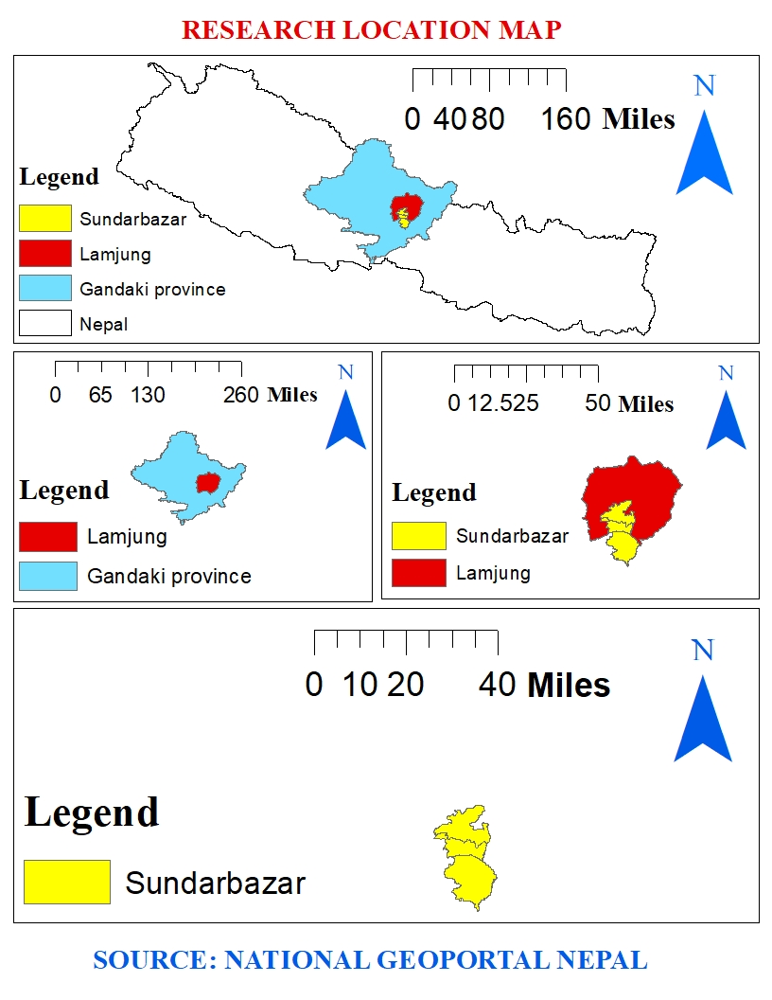 RESEARCH LOCATION MAP
0 40 80 160 Miles
N
Legend
Sundarbazar
Lamjung
Gandaki province
Nepal
0 65 130 260 Miles
N
Legend
Lamjung
Gandaki province
0 12.525 50 Miles
N
Legend
Sundarbazar
Lamjung
0 10 20 40 Miles
N
Legend
Sundarbazar
SOURCE: NATIONAL GEOPORTAL NEPAL